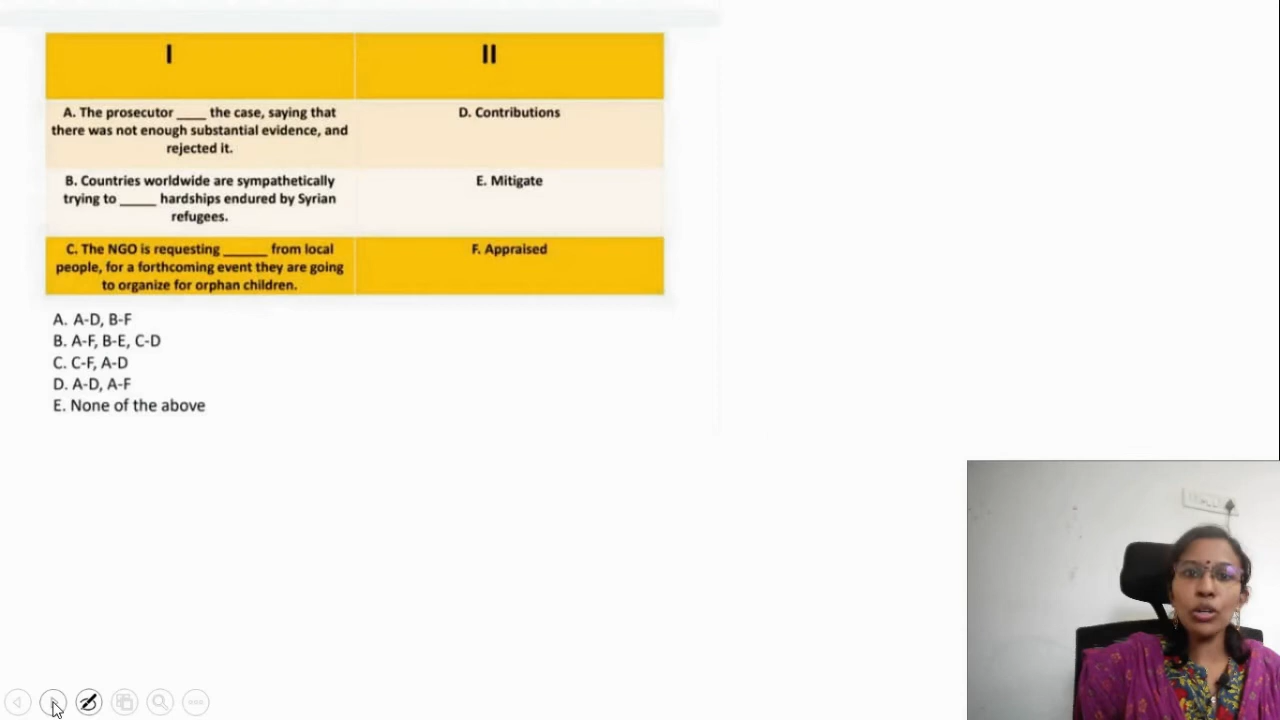 I
II
A. The prosecutor ____ the case, saying that
there was not enough substantial evidence, and
rejected it.
D. Contributions
B. Countries worldwide are sympathetically
trying to _____ hardships endured by Syrian
refugees.
E. Mitigate
C. The NGO is requesting ______ from local
people, for a forthcoming event they are going
to organize for orphan children.
F. Appraised
A. A-D, B-F
B. A-F, B-E, C-D
C. C-F, A-D
D. A-D, A-F
E. None of the above